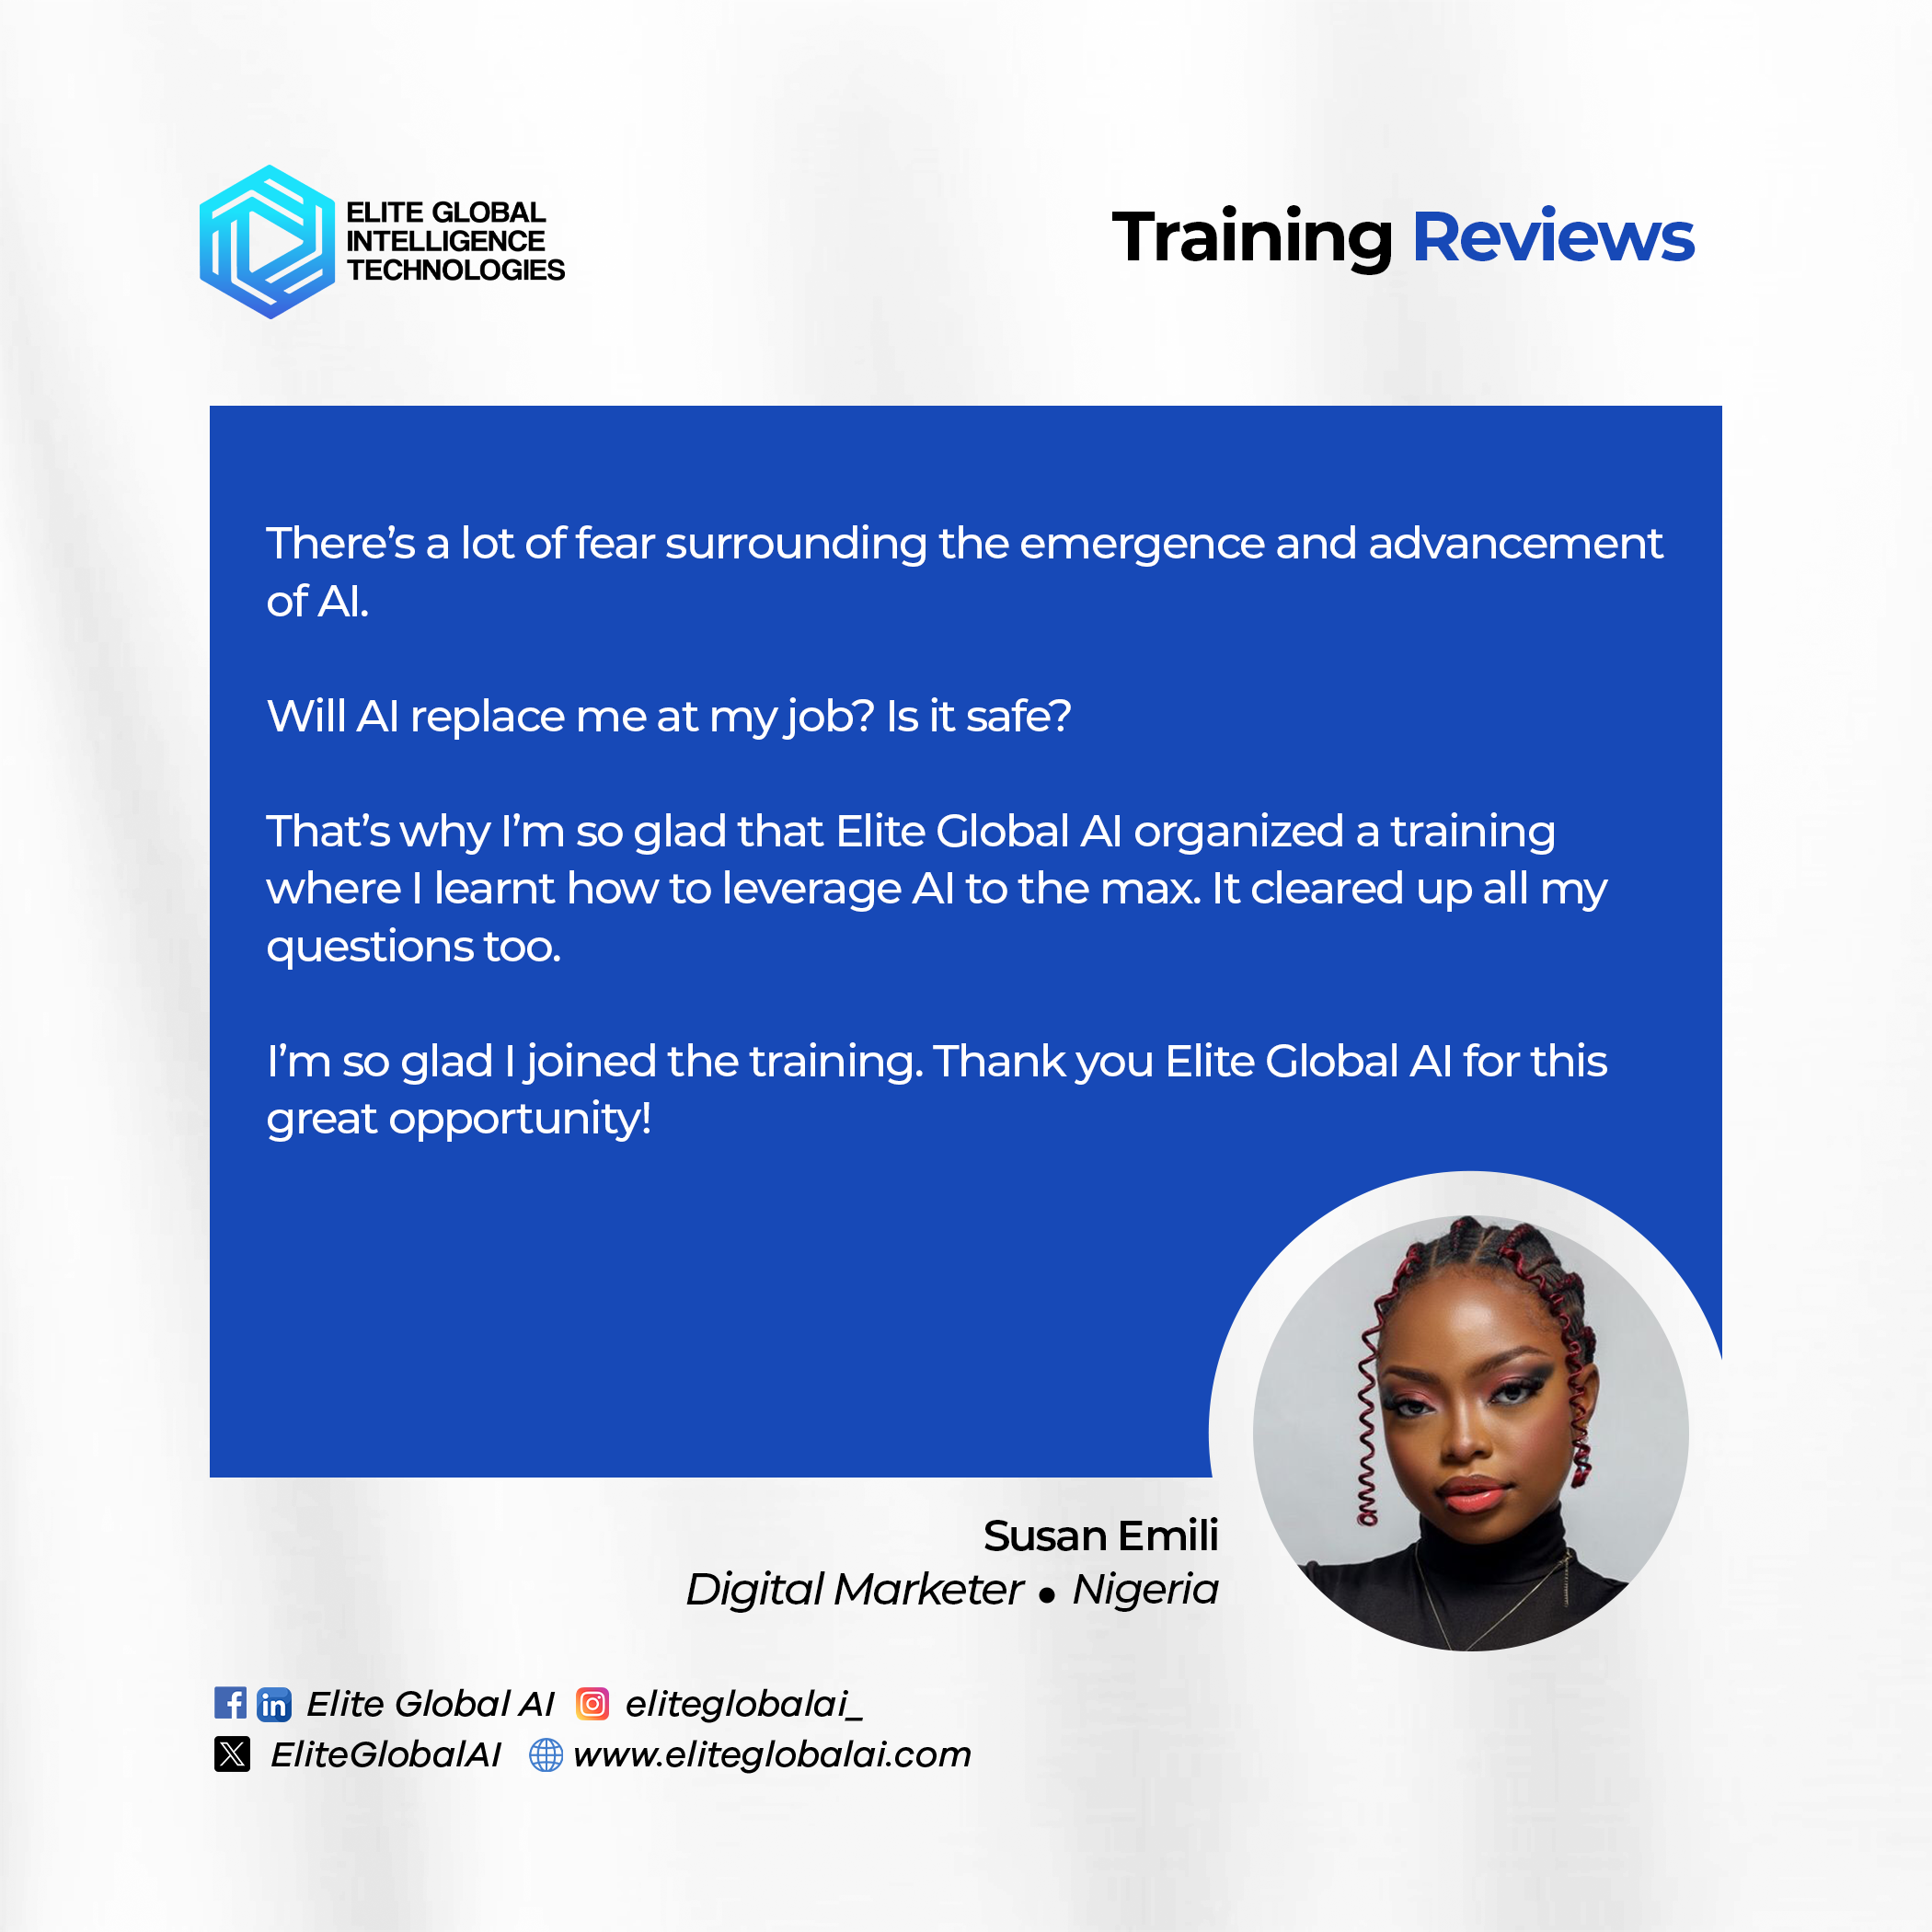 ELITE GLOBAL
INTELLIGENCE
TECHNOLOGIES
Training Reviews
There’s a lot of fear surrounding the emergence and advancement
of AI.
Will AI replace me at my job? Is it safe?
That’s why I’m so glad that Elite Global AI organized a training
where I learnt how to leverage AI to the max. It cleared up all my
questions too.
I’m so glad I joined the training. Thank you Elite Global AI for this
great opportunity!
Susan Emili
Digital Marketer • Nigeria
Elite Global AI eliteglobalai_
EliteGlobalAI www.eliteglobalai.com